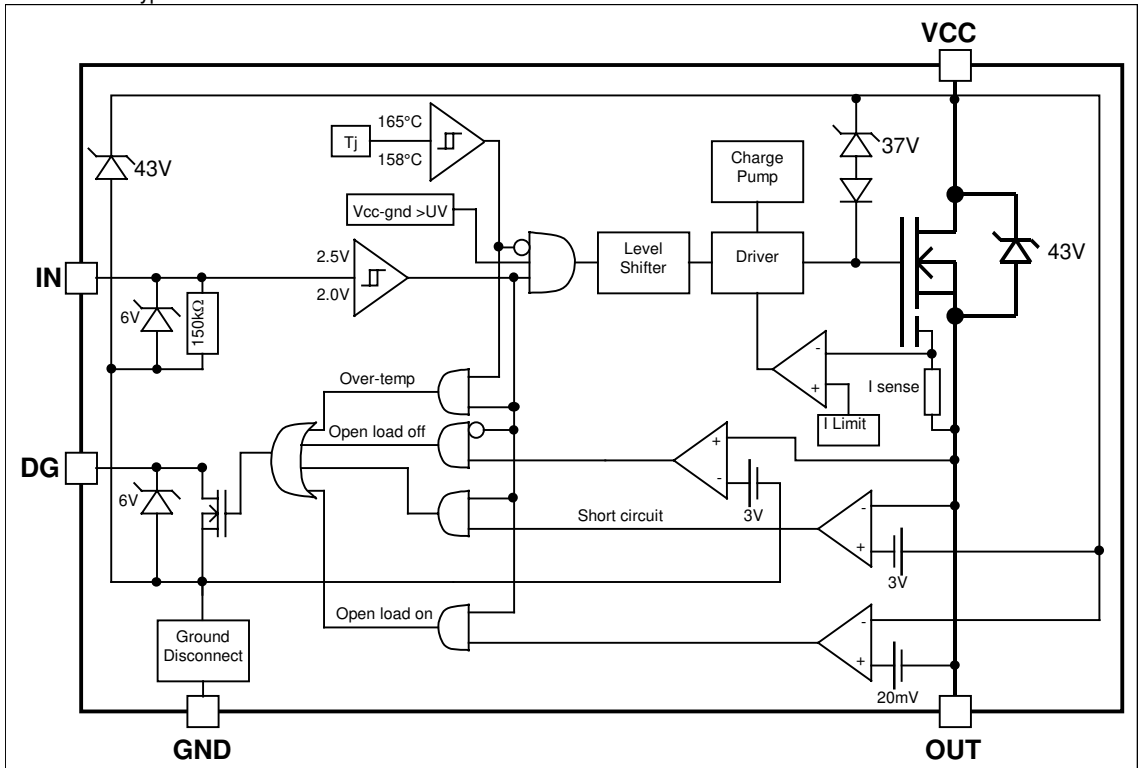 VCC
43V
165°C
Tj
158°C
Charge
Pump
37V
Vcc-gnd >UV
IN
2.5V
2.0V
Level
Shifter
Driver
43V
6V
150kΩ
-
+
I sense
I Limit
Over-temp
Open load off
DG
6V
+
-
3V
Short circuit
-
+
3V
Open load on
Ground
Disconnect
-
+
20mV
GND
OUT